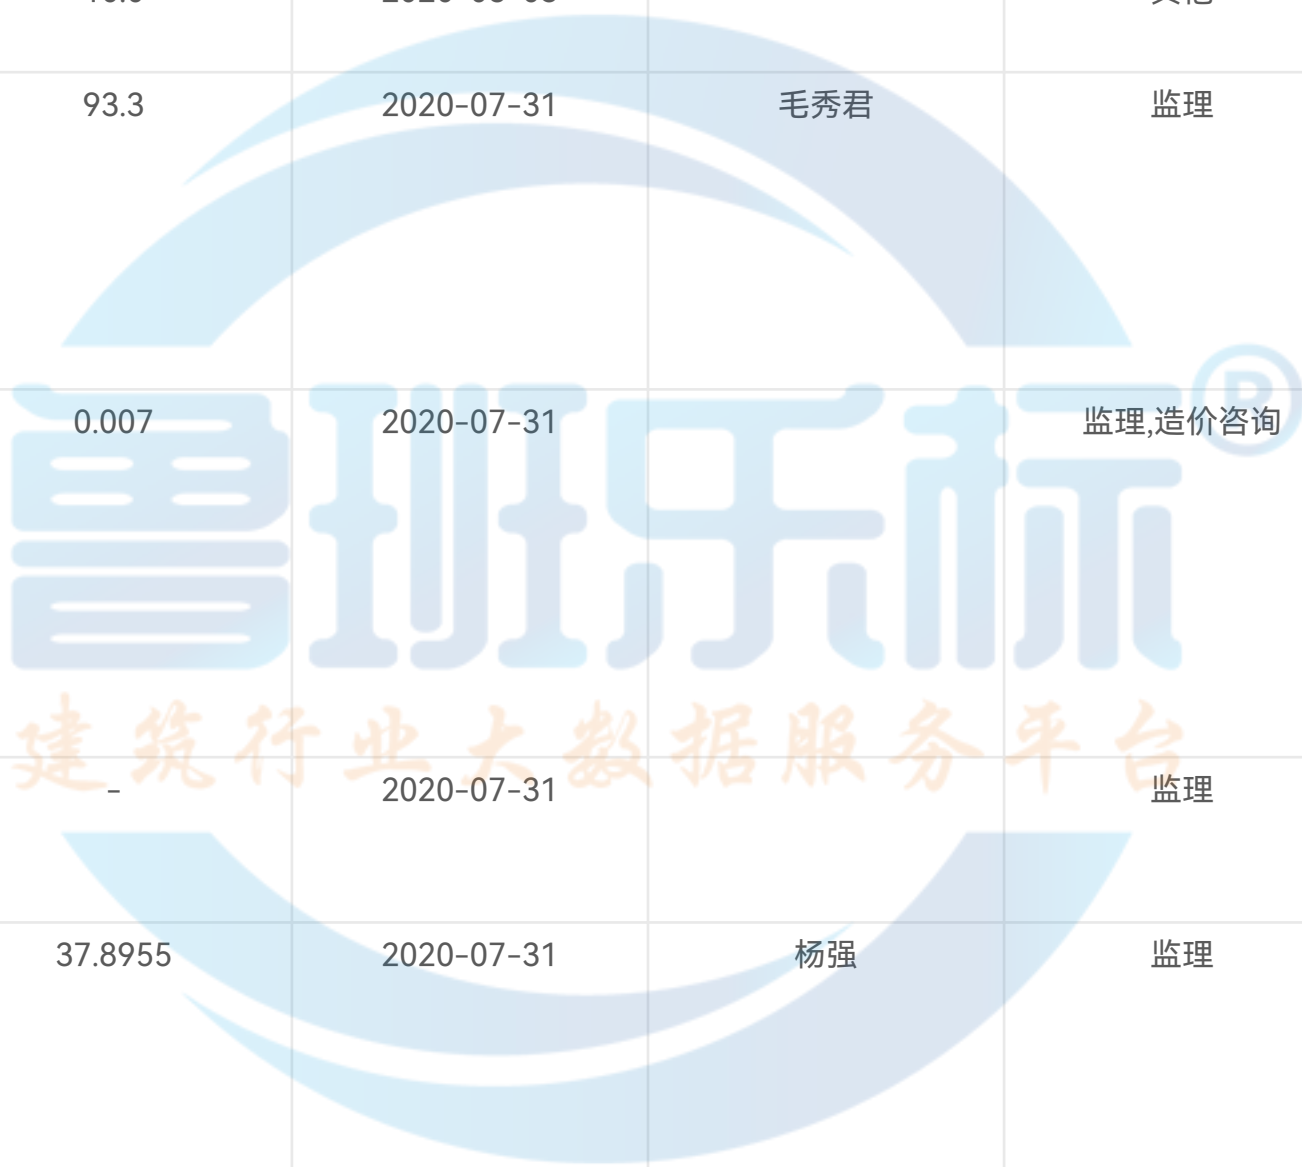 93.3 2020-07-31 毛秀君 监理
0.007 2020-07-31 监理,造价咨询
鲁班乐标®
建筑行业大数据服务平台
- 2020-07-31 监理
37.8955 2020-07-31 杨强 监理